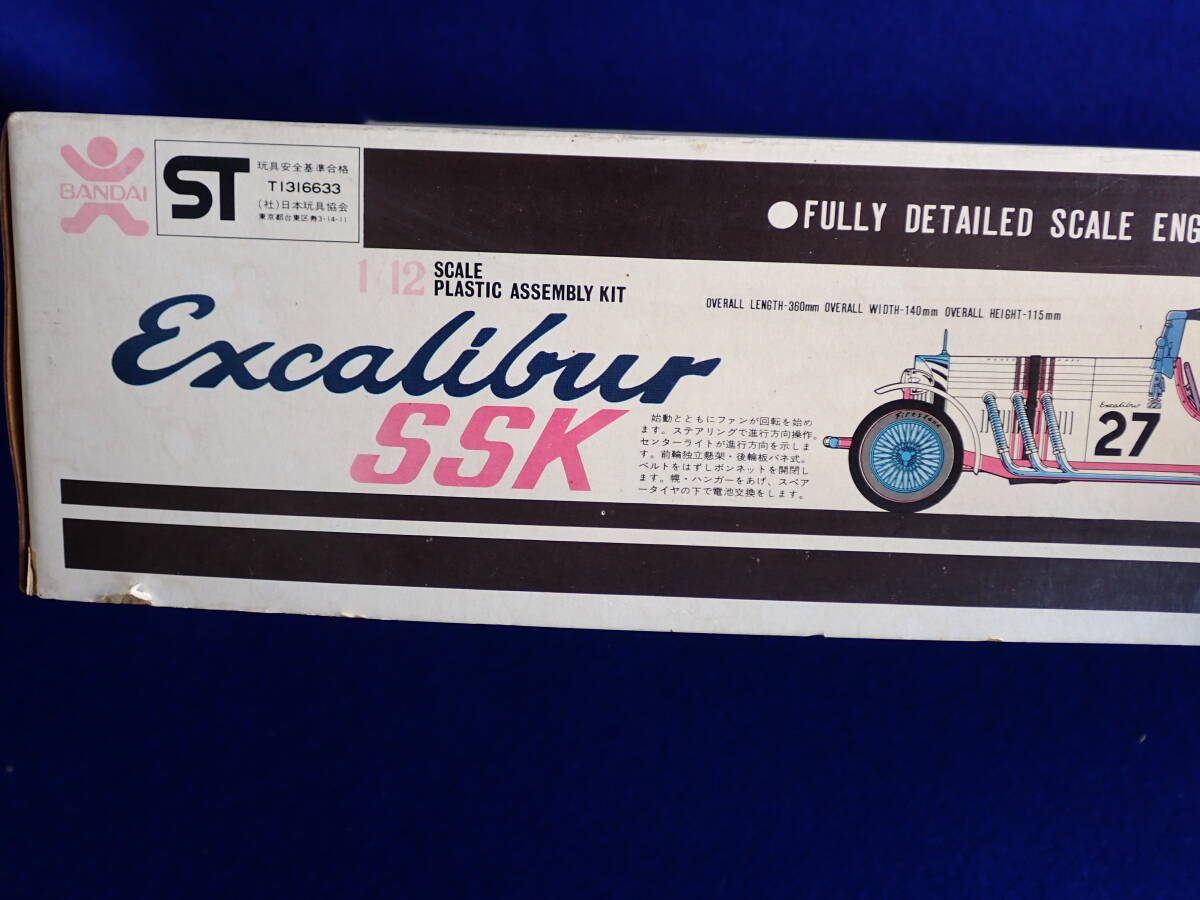 BANDAI
ST
玩具安全基準合格
T1316633
(社)日本玩具協会
東京都台東区寿3-14-11
●FULLY DETAILED SCALE ENG
1/12 SCALE
PLASTIC ASSEMBLY KIT
OVERALL LENGTH-360mm OVERALL WIDTH-140mm OVERALL HEIGHT-115mm
Excalibur
SSK
始動とともにファンが回転を始め
ます。ステアリングで進行方向操作。
センターライトが進行方向を示しま
す。前輪独立懸架・後輪板バネ式。
ベルトをはずしボンネットを開閉し
ます。幌・ハンガーをあげ、スペア
ータイヤの下で電池交換をします。
Firestone
Excalibur
27